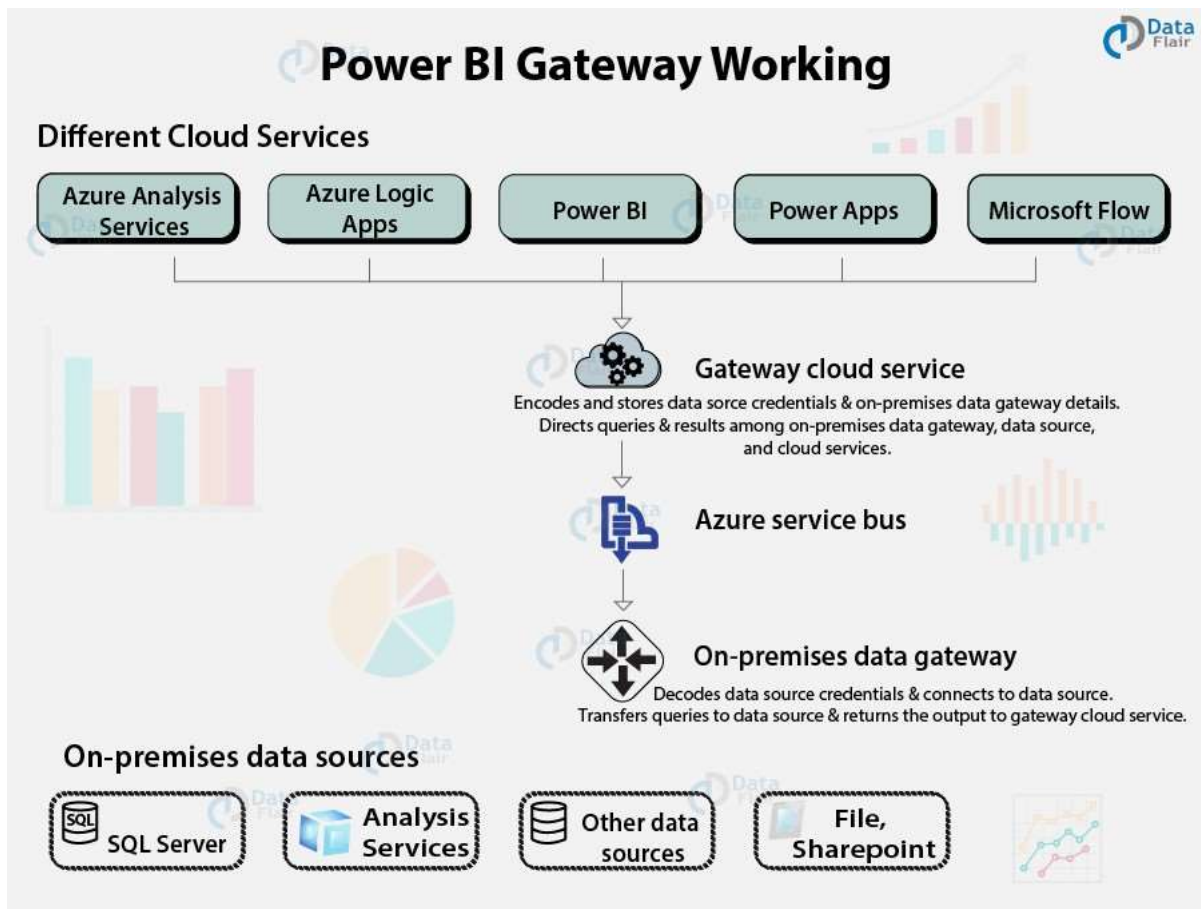 Data
Flair
Power BI Gateway Working
Different Cloud Services
Azure Analysis
Services
Azure Logic
Apps
Power BI
Power Apps
Microsoft Flow
Gateway cloud service
Encodes and stores data sorce credentials & on-premises data gateway details.
Directs queries & results among on-premises data gateway, data source,
and cloud services.
Azure service bus
On-premises data gateway
Decodes data source credentials & connects to data source.
Transfers queries to data source & returns the output to gateway cloud service.
On-premises data sources
SQL
SQL Server
Analysis
Services
Other data
sources
File,
Sharepoint